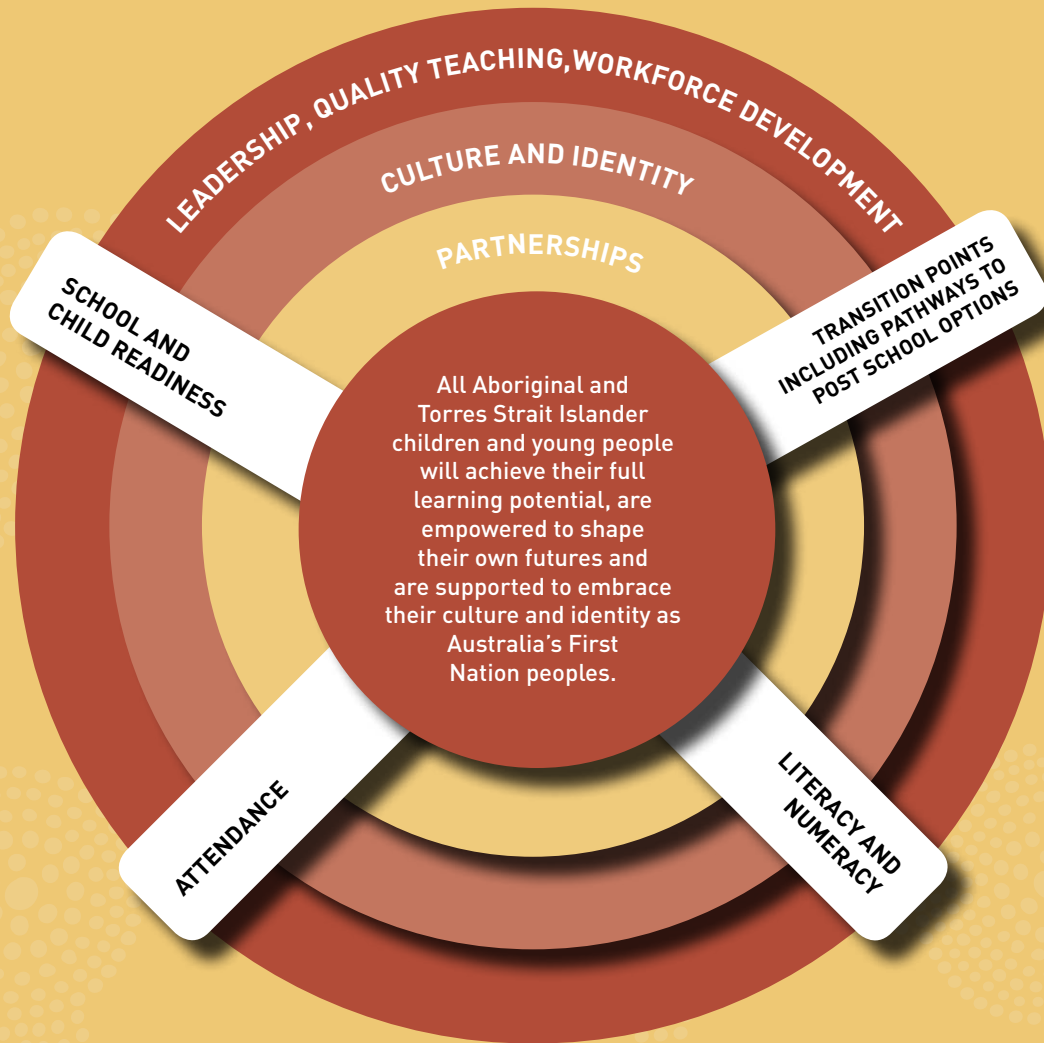 LEADERSHIP, QUALITY TEACHING,WORKFORCE DEVELOPMENT
CULTURE AND IDENTITY
PARTNERSHIPS
SCHOOL AND
CHILD READINESS
TRANSITION POINTS
INCLUDING PATHWAYS TO
POST SCHOOL OPTIONS
All Aboriginal and
Torres Strait Islander
children and young people
will achieve their full
learning potential, are
empowered to shape
their own futures and
are supported to embrace
their culture and identity as
Australia’s First
Nation peoples.
ATTENDANCE
LITERACY AND
NUMERACY